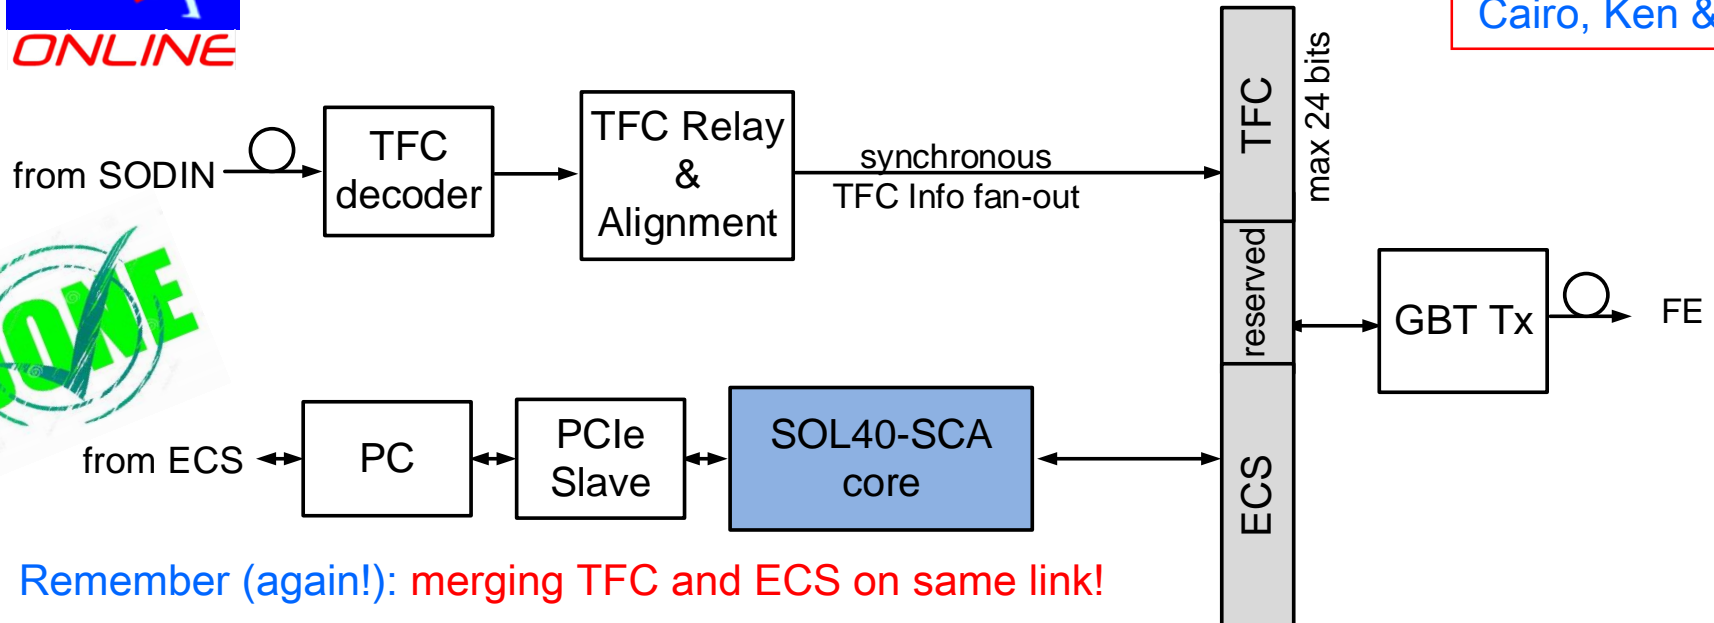 ONLINE
Cairo, Ken &
from SODIN
TFC
decoder
TFC Relay
&
Alignment
synchronous
TFC Info fan-out
TFC
max 24 bits
reserved
GBT Tx
FE
DONE
from ECS
PC
PCIe
Slave
SOL40-SCA
core
ECS
Remember (again!): merging TFC and ECS on same link!